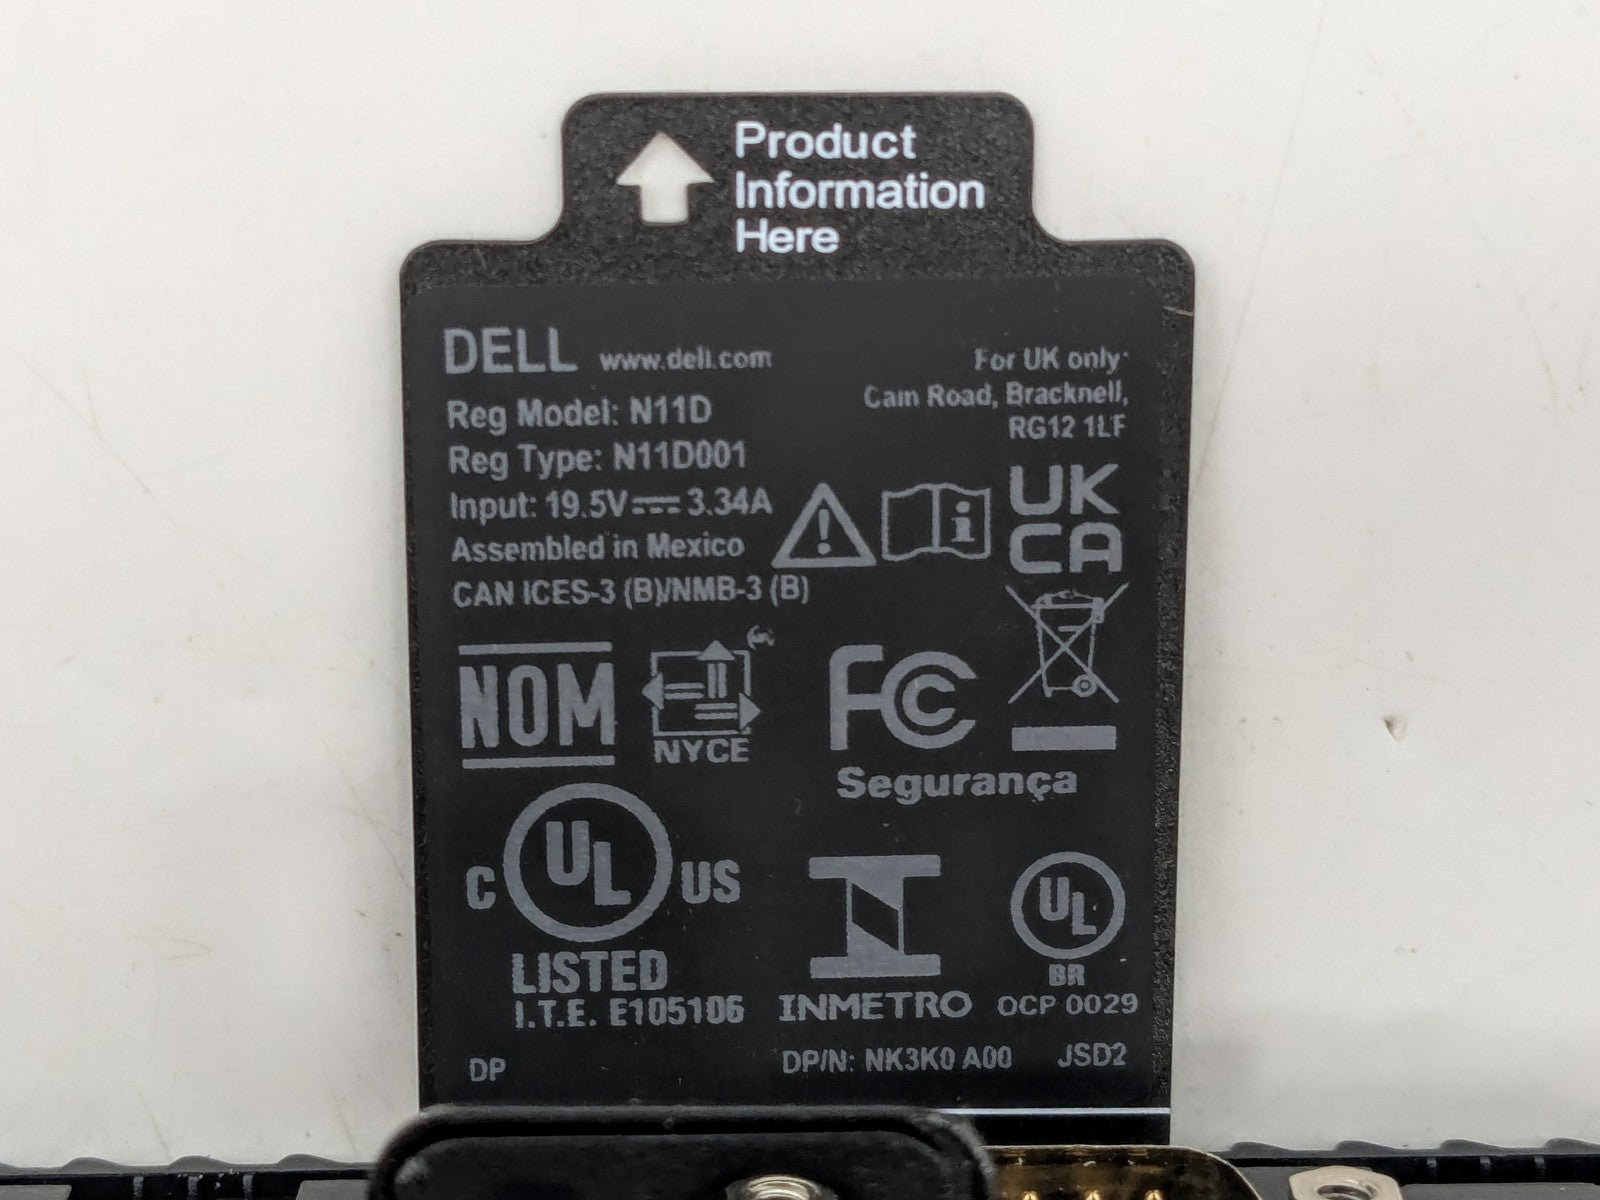 Product
Information
Here
DELL www.dell.com
For UK only:
Cain Road, Bracknell,
RG12 1LF
Reg Model: N11D
Reg Type: N11D001
Input: 19.5V⎓3.34A
Assembled in Mexico
CAN ICES-3 (B)/NMB-3 (B)
UK
CA
NOM
NYCE
FC
Segurança
C UL US
LISTED
I.T.E. E105106
INMETRO
UL
BR
OCP 0029
DP
DP/N: NK3K0 A00
JSD2